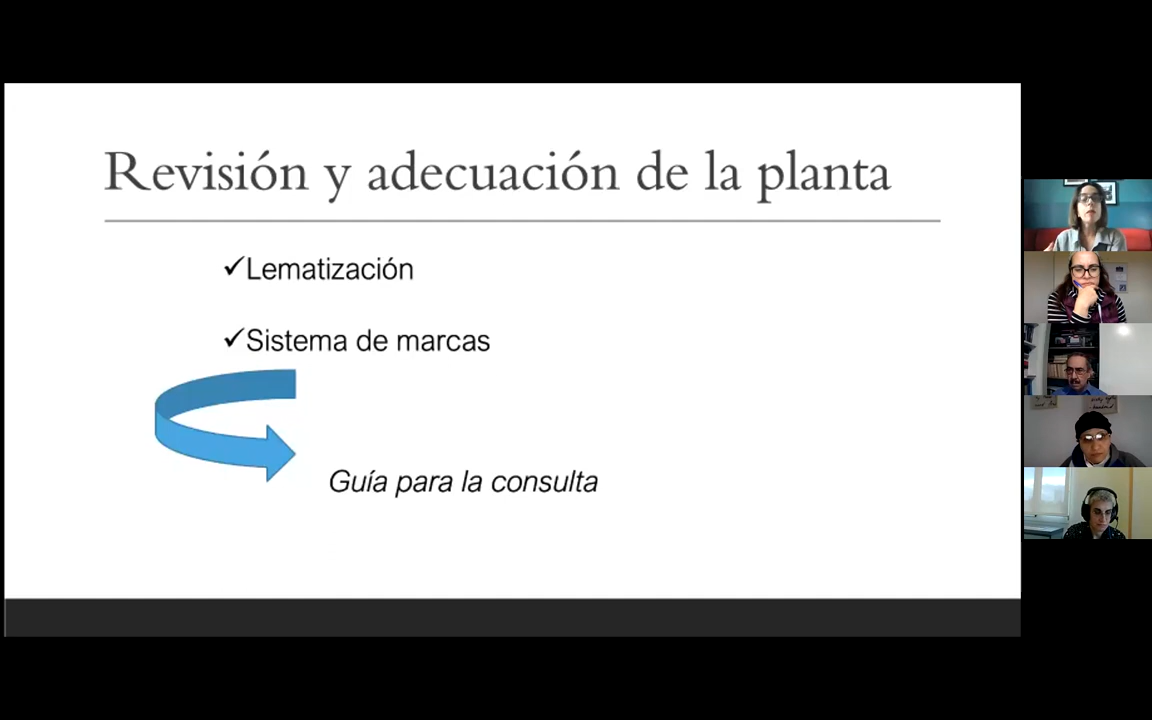 Revisión y adecuación de la planta
✓Lematización
✓Sistema de marcas
Guía para la consulta